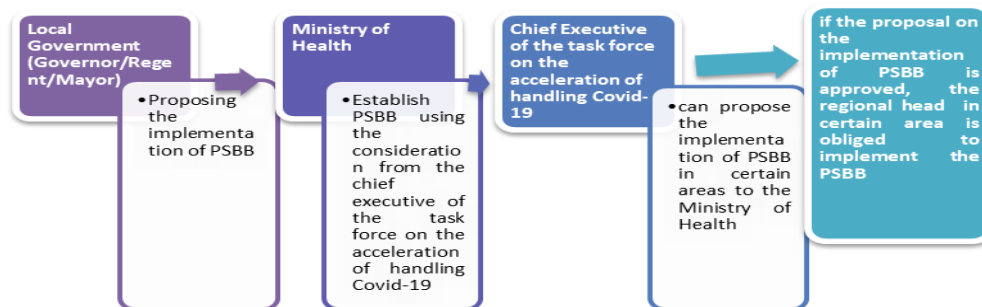 Local
Government
(Governor/Rege
nt/Mayor)
•Proposing
the
implementa
tion of PSBB
Ministry of
Health
•Establish
PSBB using
the
consideratio
n from the
chief
executive of
the task
force on the
acceleration
of handling
Covid-19
Chief Executive
of the task force
on the
acceleration of
handling Covid-
19
•can propose
the
implementa
tion of PSBB
in certain
areas to the
Ministry of
Health
if the proposal on
the
implementation
of PSBB is
approved, the
regional head in
certain area is
obliged to
implement the
PSBB